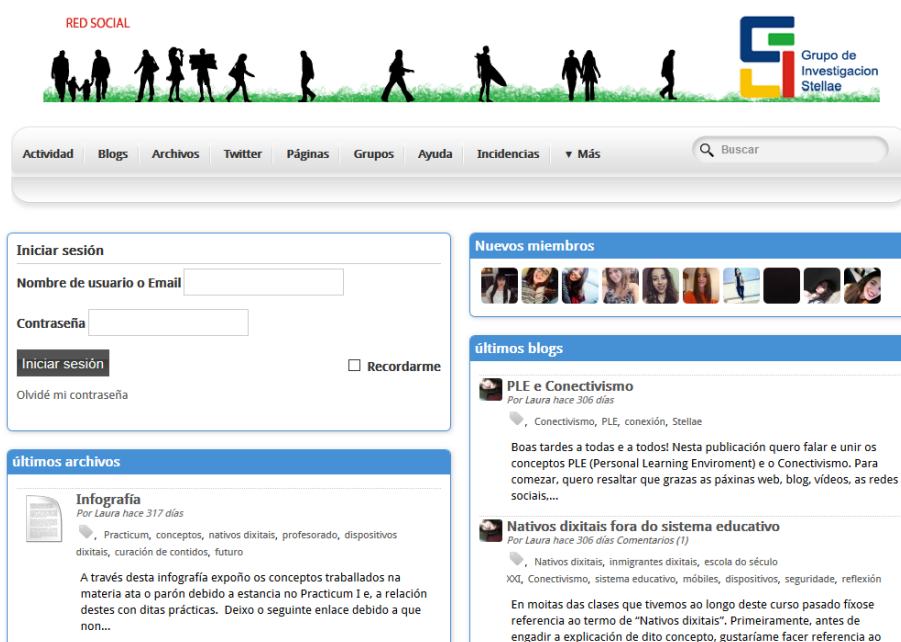 RED SOCIAL
Grupo de
Investigacion
Stellae
Actividad Blogs Archivos Twitter Páginas Grupos Ayuda Incidencias ▾ Más
Buscar
Iniciar sesión
Nombre de usuario o Email
Contraseña
Iniciar sesión
Recordarme
Olvidé mi contraseña
últimos archivos
Infografía
Por Laura hace 317 días
, Practicum, conceptos, nativos dixitais, profesorado, dispositivos
dixitais, curación de contidos, futuro
A través desta infografía expoño os conceptos traballados na
materia ata o parón debido a estancia no Practicum I e, a relación
destes con ditas prácticas. Deixo o seguinte enlace debido a que
non...
Nuevos miembros
últimos blogs
PLE e Conectivismo
Por Laura hace 306 días
, Conectivismo, PLE, conexión, Stellae
Boas tardes a todas e a todos! Nesta publicación quero falar e unir os
conceptos PLE (Personal Learning Enviroment) e o Conectivismo. Para
comezar, quero resaltar que grazas as páxinas web, blog, vídeos, as redes
sociais,...
Nativos dixitais fora do sistema educativo
Por Laura hace 306 días Comentarios (1)
, Nativos dixitais, inmigrantes dixitais, escola do século
XXI, Conectivismo, sistema educativo, móbiles, dispositivos, seguridade, reflexión
En moitas das clases que tivemos ao longo deste curso pasado fíxose
referencia ao termo de “Nativos dixitais”. Primeiramente, antes de
engadir a explicación de dito concepto, gustaríame facer referencia ao